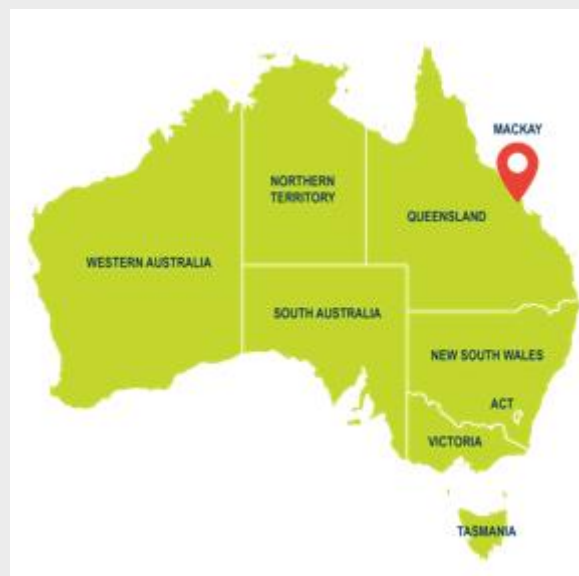 MACKAY
NORTHERN
TERRITORY
QUEENSLAND
WESTERN AUSTRALIA
SOUTH AUSTRALIA
NEW SOUTH WALES
ACT
VICTORIA
TASMANIA